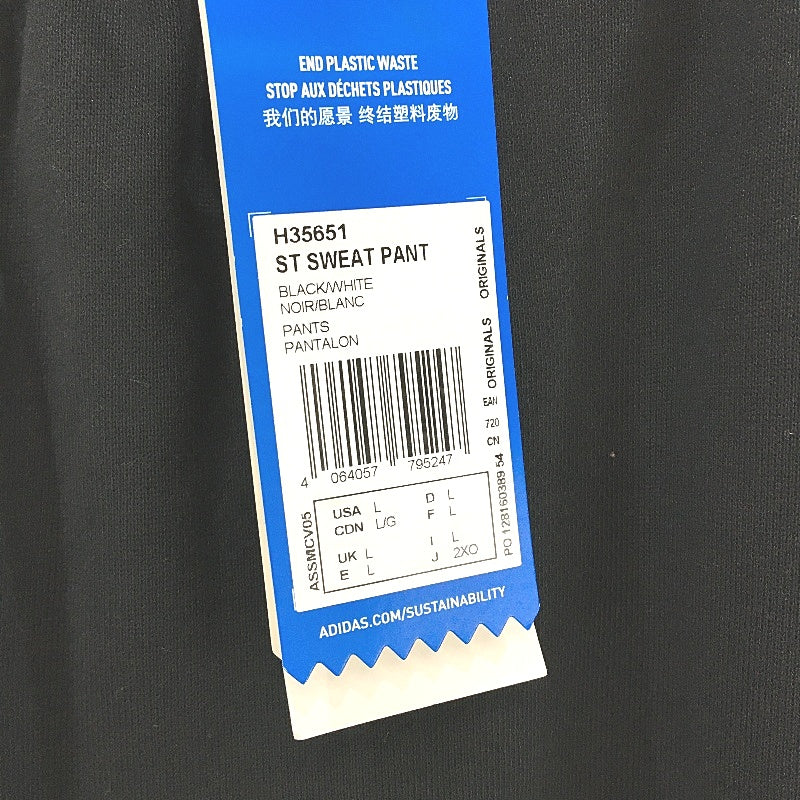 END PLASTIC WASTE
STOP AUX DÉCHETS PLASTIQUES
我们的愿景 终结塑料废物
H35651
ST SWEAT PANT
BLACK/WHITE
NOIR/BLANC
PANTS
PANTALON
ORIGINALS
ORIGINALS
EAN
720
CN
4 064057 795247
PO 128160389 54
ASSMCV05
USA L D L
CDN L/G F L
UK L I L
E L J 2XO
ADIDAS.COM/SUSTAINABILITY